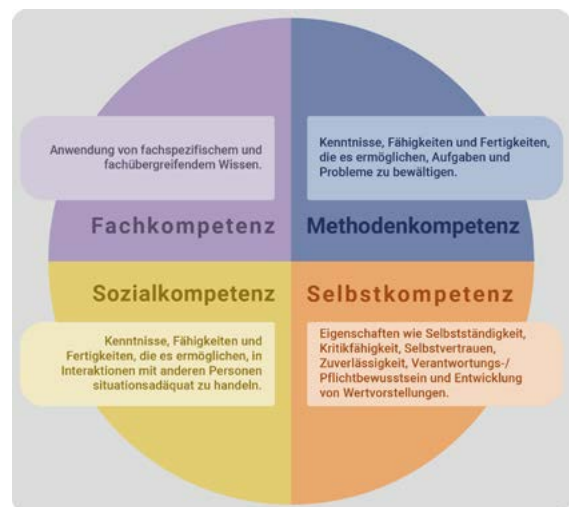 Anwendung von fachspezifischem und
fachübergreifendem Wissen.
Fachkompetenz
Kenntnisse, Fähigkeiten und Fertigkeiten,
die es ermöglichen, Aufgaben und
Probleme zu bewältigen.
Methodenkompetenz
Sozialkompetenz
Kenntnisse, Fähigkeiten und
Fertigkeiten, die es ermöglichen, in
Interaktionen mit anderen Personen
situationsadäquat zu handeln.
Selbstkompetenz
Eigenschaften wie Selbstständigkeit,
Kritikfähigkeit, Selbstvertrauen,
Zuverlässigkeit, Verantwortungs-/
Pflichtbewusstsein und Entwicklung
von Wertvorstellungen.